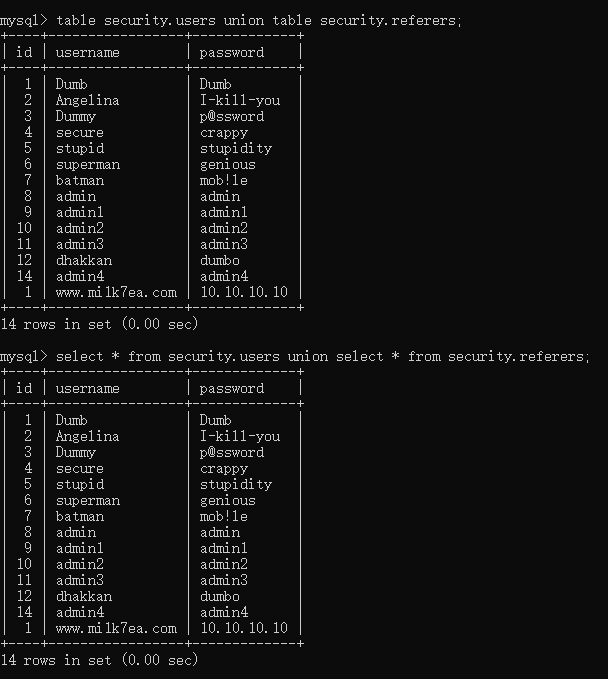 mysql> table security.users union table security.referers;
+----+-----------------+-------------+
| id | username        | password    |
+----+-----------------+-------------+
|  1 | Dumb            | Dumb        |
|  2 | Angelina        | I-kill-you  |
|  3 | Dummy           | p@ssword    |
|  4 | secure          | crappy      |
|  5 | stupid          | stupidity   |
|  6 | superman        | genious     |
|  7 | batman          | mob!le      |
|  8 | admin           | admin       |
|  9 | admin1          | admin1      |
| 10 | admin2          | admin2      |
| 11 | admin3          | admin3      |
| 12 | dhakkan         | dumbo       |
| 14 | admin4          | admin4      |
|  1 | www.milk7ea.com | 10.10.10.10 |
+----+-----------------+-------------+
14 rows in set (0.00 sec)
mysql> select * from security.users union select * from security.referers;
+----+-----------------+-------------+
| id | username        | password    |
+----+-----------------+-------------+
|  1 | Dumb            | Dumb        |
|  2 | Angelina        | I-kill-you  |
|  3 | Dummy           | p@ssword    |
|  4 | secure          | crappy      |
|  5 | stupid          | stupidity   |
|  6 | superman        | genious     |
|  7 | batman          | mob!le      |
|  8 | admin           | admin       |
|  9 | admin1          | admin1      |
| 10 | admin2          | admin2      |
| 11 | admin3          | admin3      |
| 12 | dhakkan         | dumbo       |
| 14 | admin4          | admin4      |
|  1 | www.milk7ea.com | 10.10.10.10 |
+----+-----------------+-------------+
14 rows in set (0.00 sec)